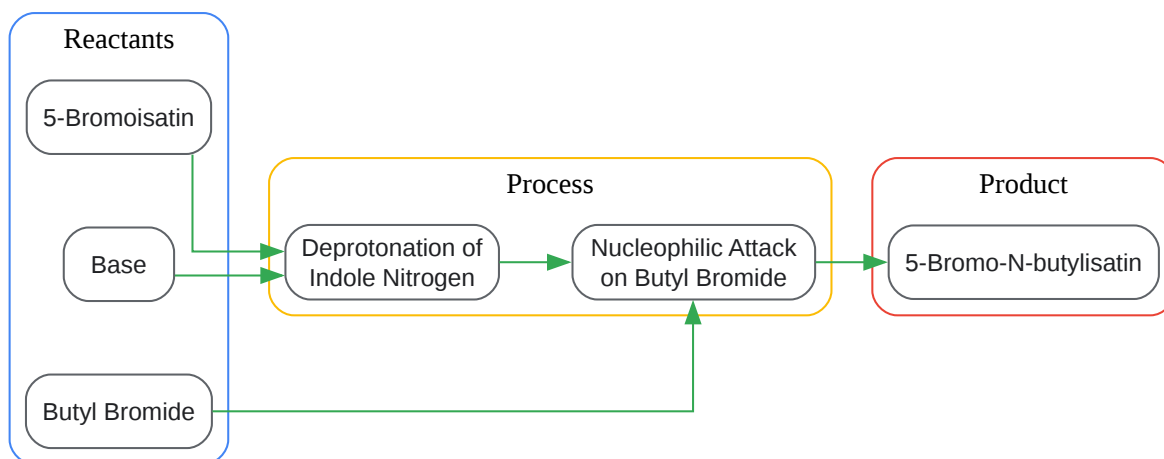 Reactants
5-Bromoisatin
Base
Butyl Bromide
Process
Deprotonation of
Indole Nitrogen
Nucleophilic Attack
on Butyl Bromide
Product
5-Bromo-N-butylisatin